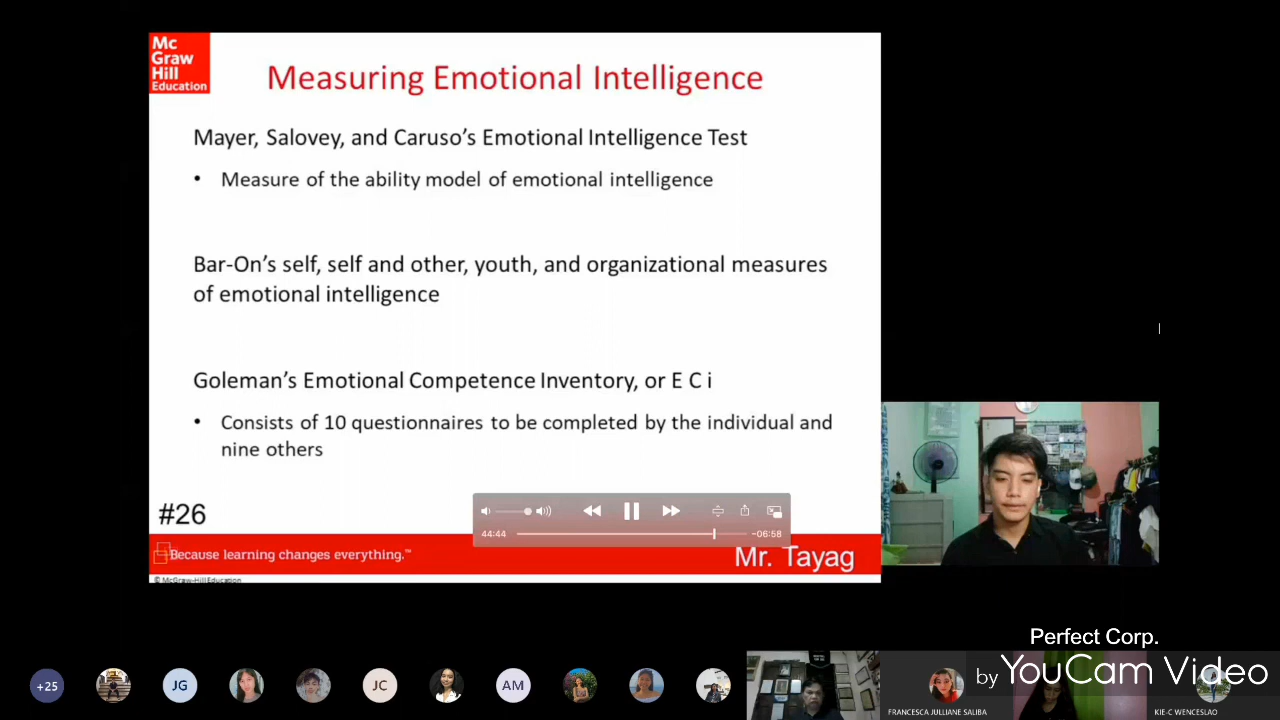 Mc
Graw
Hill
Education
Measuring Emotional Intelligence
Mayer, Salovey, and Caruso's Emotional Intelligence Test
• Measure of the ability model of emotional intelligence
Bar-On's self, self and other, youth, and organizational measures
of emotional intelligence
Goleman's Emotional Competence Inventory, or E C i
• Consists of 10 questionnaires to be completed by the individual and
nine others
#26
44:44
-06:58
Because learning changes everything.™
Mr. Tayag
© McGraw-Hill Education
Perfect Corp.
by YouCam Video
+25
JG
JC
AM
FRANCESCA JULLIANE SALIBA
KIE-C WENCESLAO